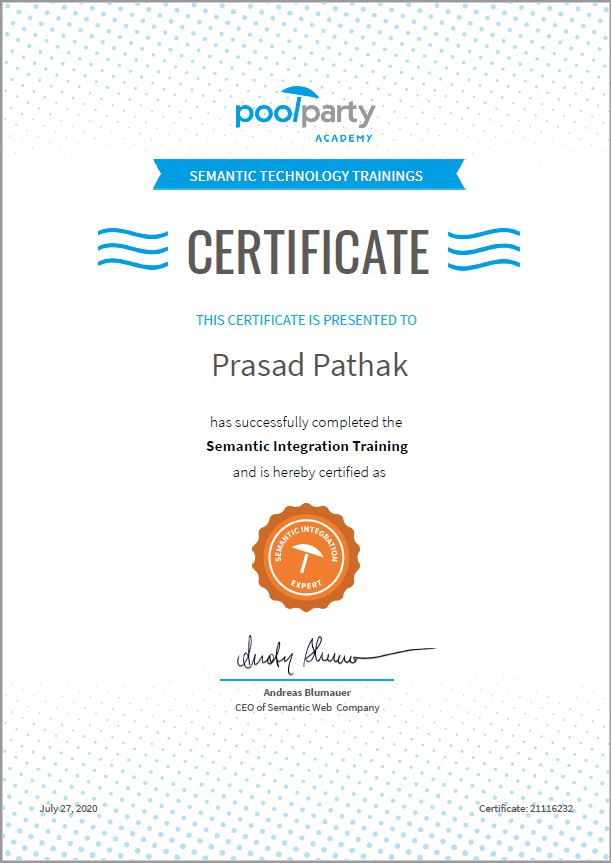 poolparty
ACADEMY
SEMANTIC TECHNOLOGY TRAININGS
CERTIFICATE
THIS CERTIFICATE IS PRESENTED TO
Prasad Pathak
has successfully completed the
Semantic Integration Training
and is hereby certified as
SEMANTIC INTEGRATION
EXPERT
Andreas Blumauer
CEO of Semantic Web Company
July 27, 2020
Certificate: 21116232